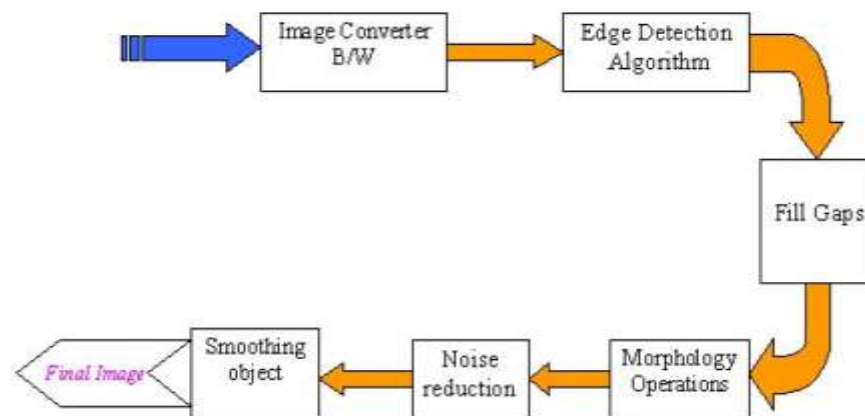 Image Converter
B/W
Edge Detection
Algorithm
Fill Gaps
Morphology
Operations
Noise
reduction
Smoothing
object
Final Image